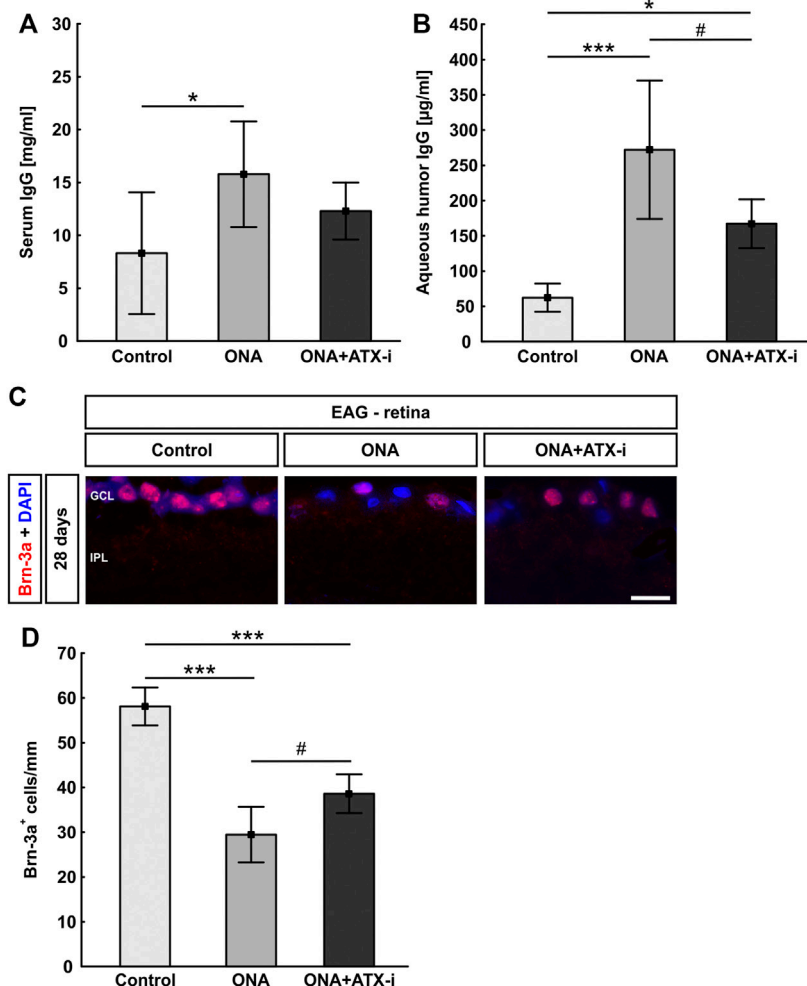 A
Serum IgG [mg/ml]
30
25
20
15
10
5
0
*
Control ONA ONA+ATX-i
B
Aqueous humor IgG [µg/ml]
450
400
350
300
250
200
150
100
50
0
*
***
#
Control ONA ONA+ATX-i
C
EAG - retina
Control ONA ONA+ATX-i
Brn-3a + DAPI
28 days
GCL
IPL
D
Brn-3a⁺ cells/mm
70
60
50
40
30
20
10
0
***
***
#
Control ONA ONA+ATX-i